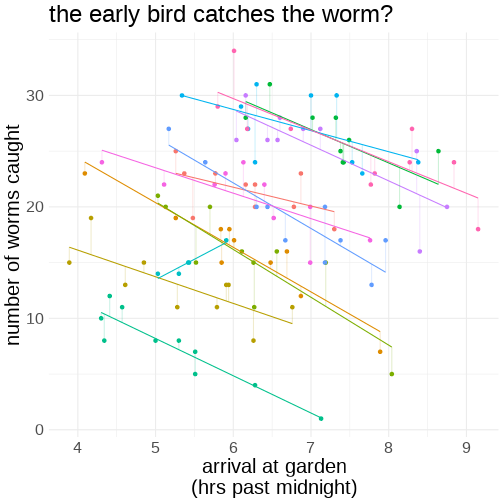 the early bird catches the worm?
number of worms caught
30
20
10
0
4 5 6 7 8 9
arrival at garden
(hrs past midnight)